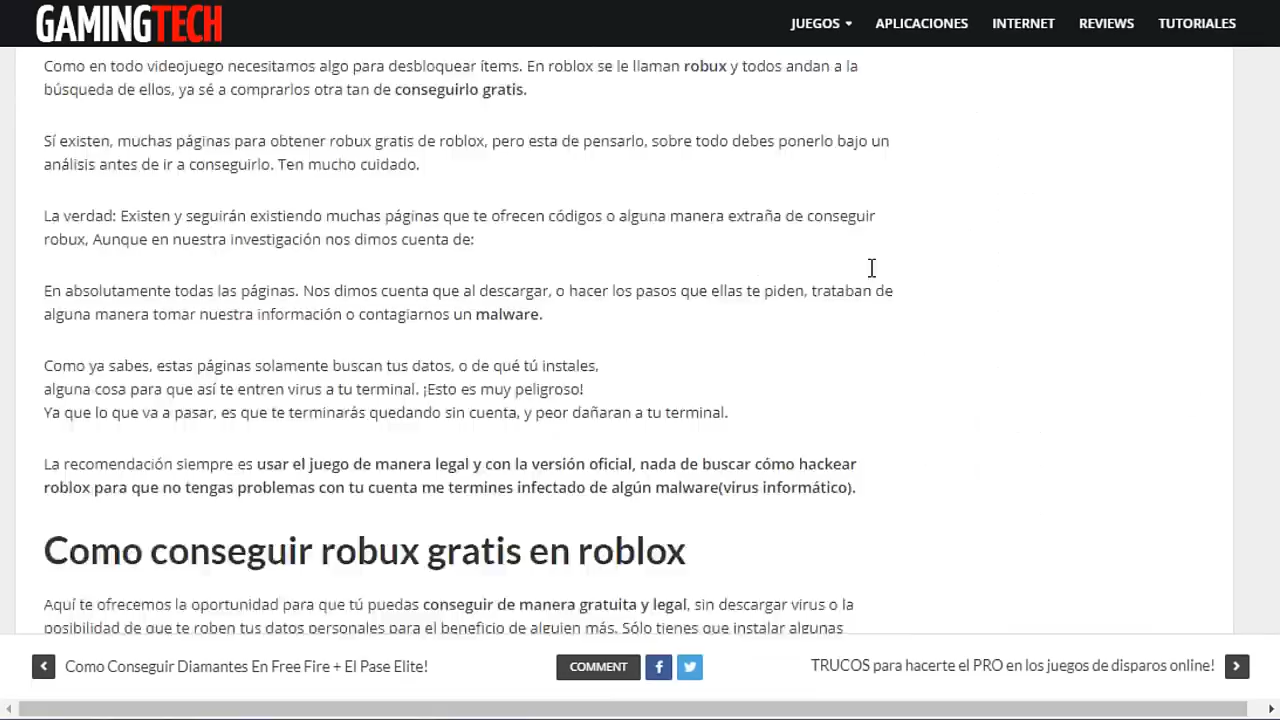 GAMINGTECH
JUEGOS
APLICACIONES
INTERNET
REVIEWS
TUTORIALES
Como en todo videojuego necesitamos algo para desbloquear ítems. En roblox se le llaman robux y todos andan a la
búsqueda de ellos, ya sé a comprarlos otra tan de conseguirlo gratis.
Sí existen, muchas páginas para obtener robux gratis de roblox, pero esta de pensarlo, sobre todo debes ponerlo bajo un
análisis antes de ir a conseguirlo. Ten mucho cuidado.
La verdad: Existen y seguirán existiendo muchas páginas que te ofrecen códigos o alguna manera extraña de conseguir
robux, Aunque en nuestra investigación nos dimos cuenta de:
En absolutamente todas las páginas. Nos dimos cuenta que al descargar, o hacer los pasos que ellas te piden, trataban de
alguna manera tomar nuestra información o contagiarnos un malware.
Como ya sabes, estas páginas solamente buscan tus datos, o de qué tú instales,
alguna cosa para que así te entren virus a tu terminal. ¡Esto es muy peligroso!
Ya que lo que va a pasar, es que te terminarás quedando sin cuenta, y peor dañaran a tu terminal.
La recomendación siempre es usar el juego de manera legal y con la versión oficial, nada de buscar cómo hackear
roblox para que no tengas problemas con tu cuenta me termines infectado de algún malware(virus informático).
Como conseguir robux gratis en roblox
Aquí te ofrecemos la oportunidad para que tú puedas conseguir de manera gratuita y legal, sin descargar virus o la
posibilidad de que te roben tus datos personales para el beneficio de alguien más. Sólo tienes que instalar algunas
Como Conseguir Diamantes En Free Fire + El Pase Elite!
COMMENT
TRUCOS para hacerte el PRO en los juegos de disparos online!